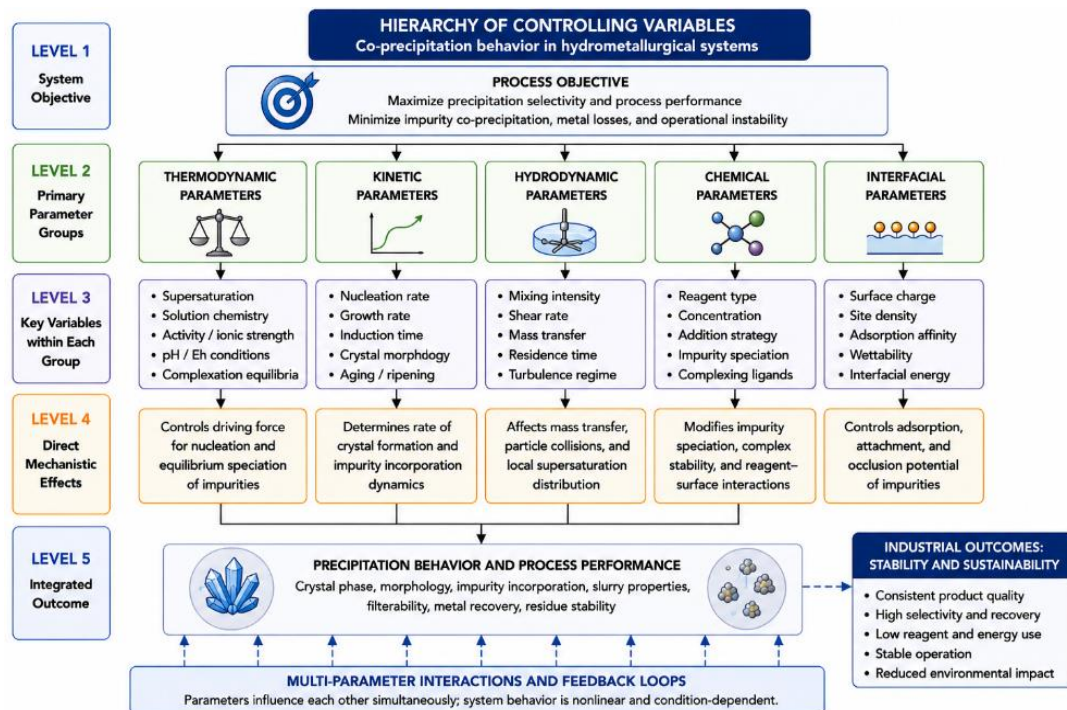 HIERARCHY OF CONTROLLING VARIABLES
Co-precipitation behavior in hydrometallurgical systems
LEVEL 1
System
Objective
PROCESS OBJECTIVE
Maximize precipitation selectivity and process performance
Minimize impurity co-precipitation, metal losses, and operational instability
LEVEL 2
Primary
Parameter
Groups
THERMODYNAMIC
PARAMETERS
KINETIC
PARAMETERS
HYDRODYNAMIC
PARAMETERS
CHEMICAL
PARAMETERS
INTERFACIAL
PARAMETERS
LEVEL 3
Key Variables
within Each
Group
• Supersaturation
• Solution chemistry
• Activity / ionic strength
• pH / Eh conditions
• Complexation equilibria
• Nucleation rate
• Growth rate
• Induction time
• Crystal morphdogy
• Aging / ripening
• Mixing intensity
• Shear rate
• Mass transfer
• Residence time
• Turbulence regime
• Reagent type
• Concentration
• Addition strategy
• Impurity speciation
• Complexing ligands
• Surface charge
• Site density
• Adsorption affinity
• Wettability
• Interfacial energy
LEVEL 4
Direct
Mechanistic
Effects
Controls driving force
for nucleation and
equilibrium speciation
of impurities
Determines rate of
crystal formation and
impurity incorporation
dynamics
Affects mass transfer,
particle collisions, and
local supersaturation
distribution
Modifies impurity
speciation, complex
stability, and reagent–
surface interactions
Controls adsorption,
attachment, and
occlusion potential
of impurities
LEVEL 5
Integrated
Outcome
PRECIPITATION BEHAVIOR AND PROCESS PERFORMANCE
Crystal phase, morphology, impurity incorporation, slurry properties,
filterability, metal recovery, residue stability
INDUSTRIAL OUTCOMES:
STABILITY AND SUSTAINABILITY
• Consistent product quality
• High selectivity and recovery
• Low reagent and energy use
• Stable operation
• Reduced environmental impact
MULTI-PARAMETER INTERACTIONS AND FEEDBACK LOOPS
Parameters influence each other simultaneously; system behavior is nonlinear and condition-dependent.